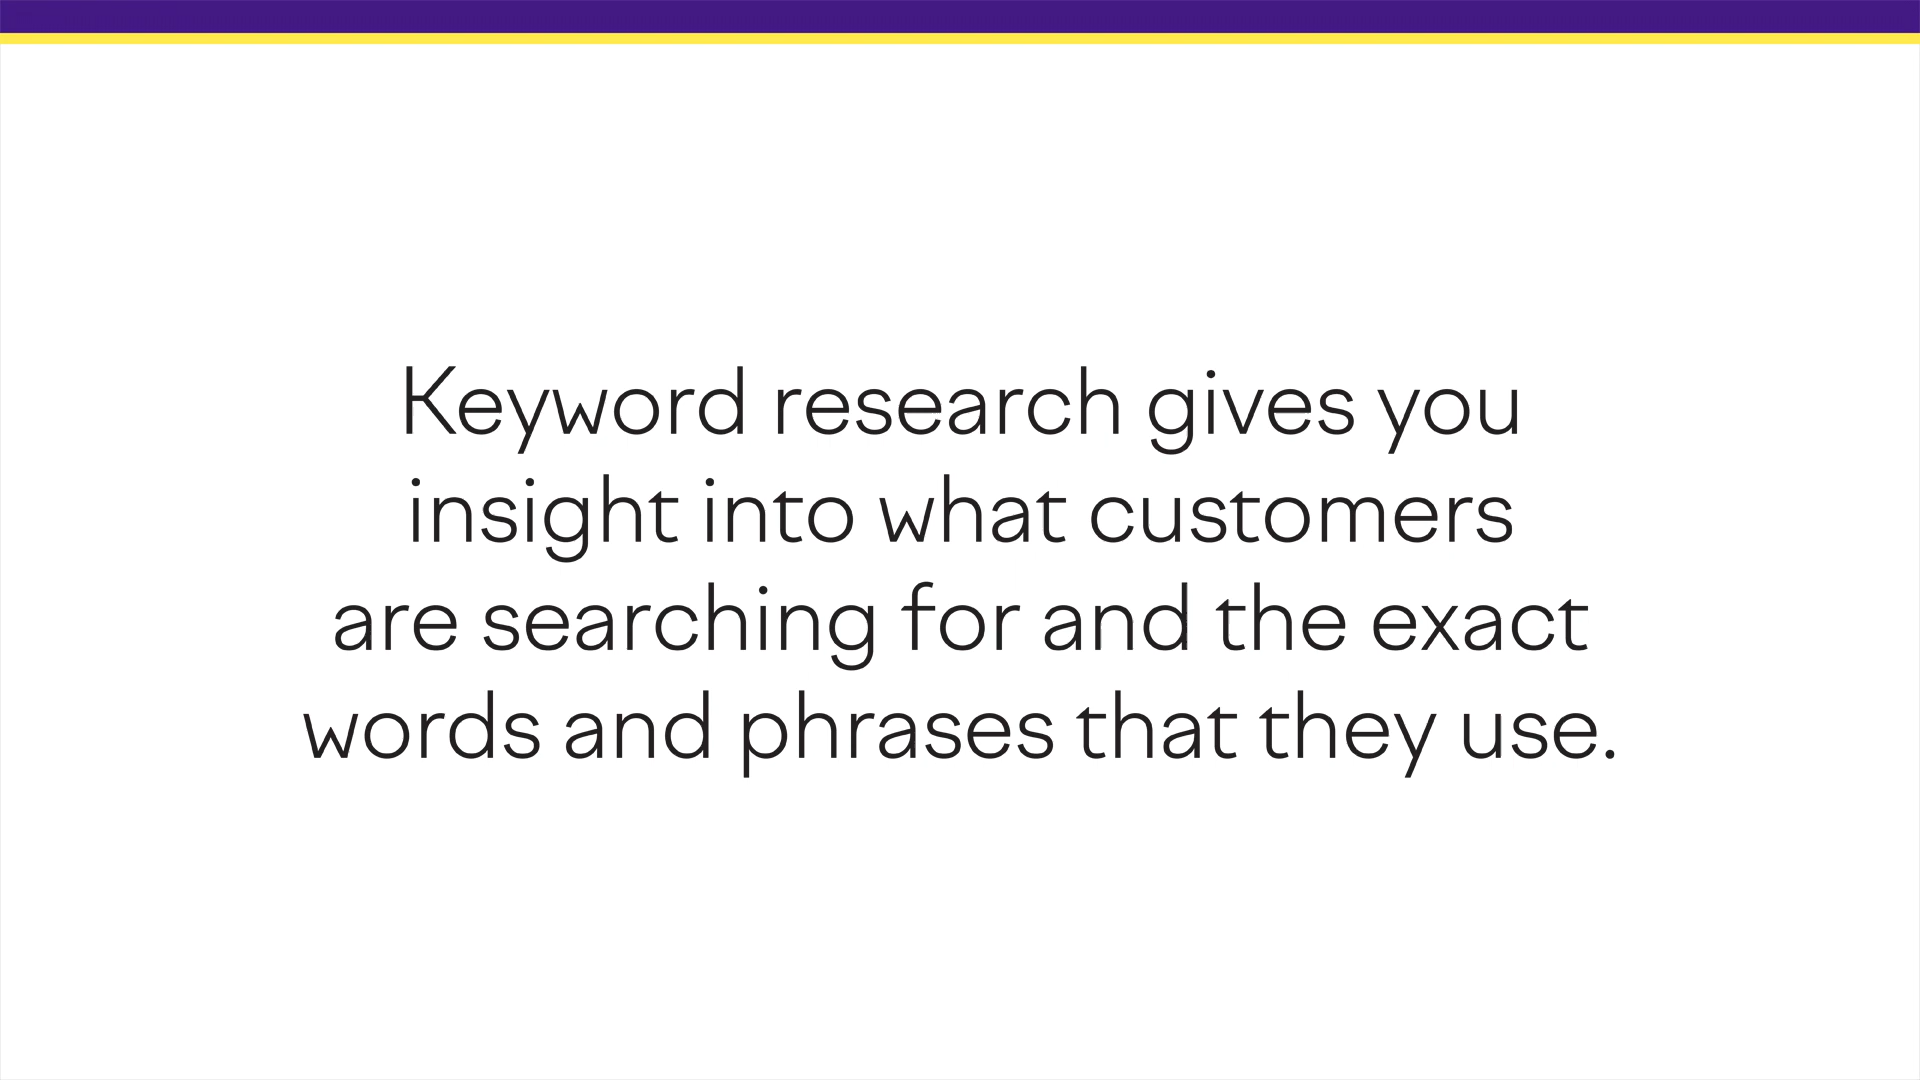 Keyword research gives you
insight into what customers
are searching for and the exact
words and phrases that they use.